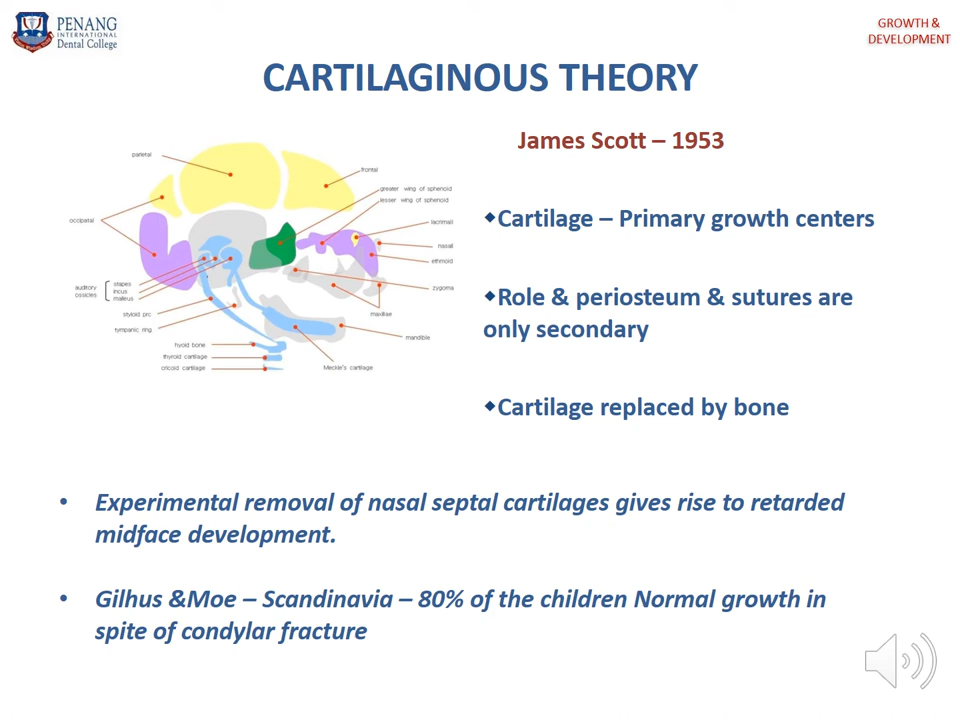 PENANG
INTERNATIONAL
Dental College
GROWTH &
DEVELOPMENT
CARTILAGINOUS THEORY
James Scott – 1953
parietal
frontal
greater wing of sphenoid
lesser wing of sphenoid
occipatal
lacrimall
nasall
ethmoid
auditory
ossicles
stapes
incus
malleus
zygoma
styloid prc
maxillae
tympanic ring
mandible
hyoid bone
thyroid cartilage
cricoid cartilage
Meckle's cartilage
Cartilage – Primary growth centers
Role & periosteum & sutures are
only secondary
Cartilage replaced by bone
• Experimental removal of nasal septal cartilages gives rise to retarded
midface development.
• Gilhus &Moe – Scandinavia – 80% of the children Normal growth in
spite of condylar fracture